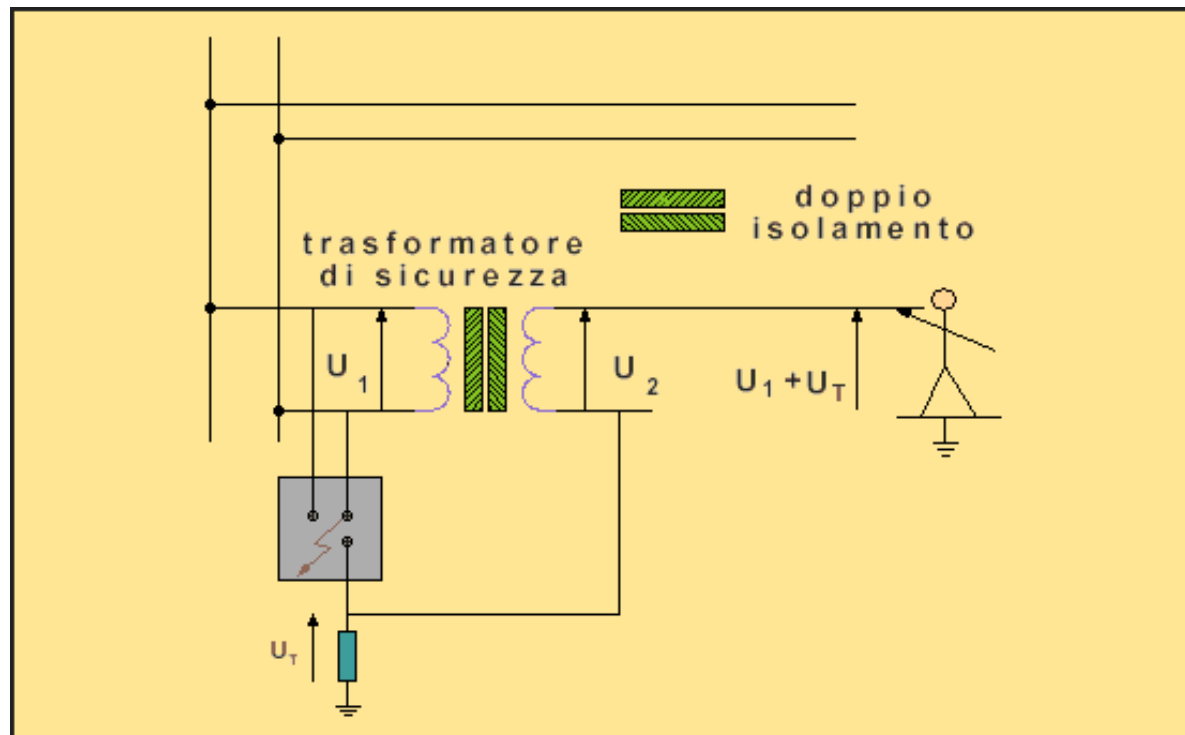 doppio
isolamento
trasformatore
di sicurezza
U1
U2
U1 + UT
UT